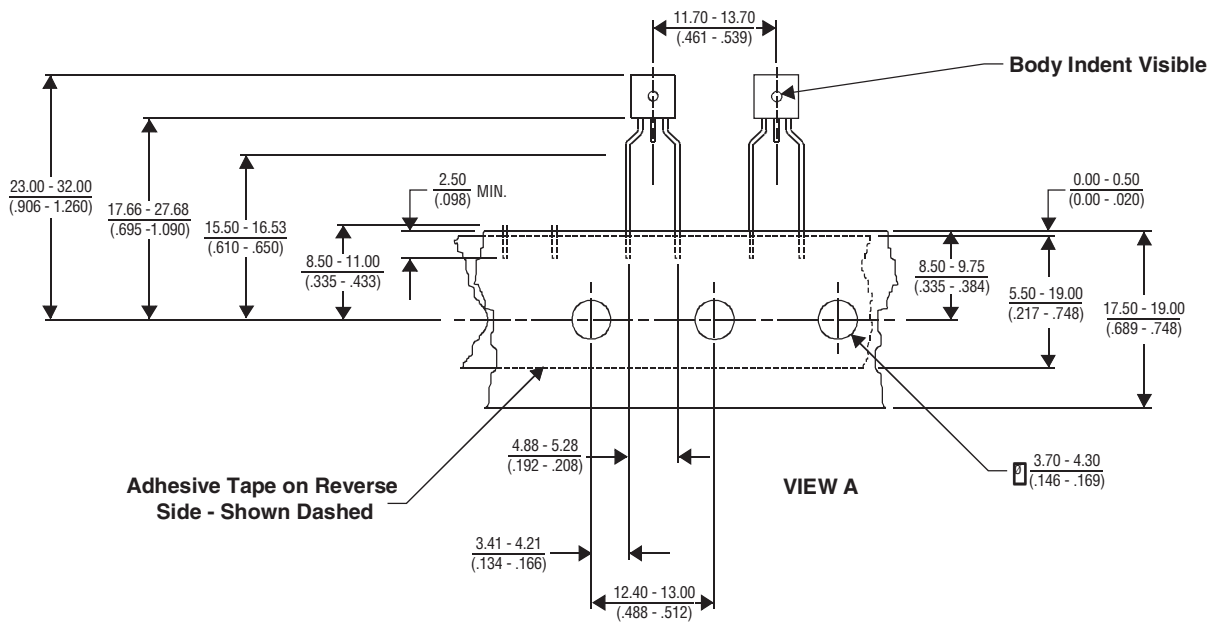 11.70 - 13.70
(.461 - .539)
Body Indent Visible
23.00 - 32.00
(.906 - 1.260)
17.66 - 27.68
(.695 -1.090)
15.50 - 16.53
(.610 - .650)
2.50
(.098)
MIN.
8.50 - 11.00
(.335 - .433)
0.00 - 0.50
(0.00 - .020)
8.50 - 9.75
(.335 - .384)
5.50 - 19.00
(.217 - .748)
17.50 - 19.00
(.689 - .748)
4.88 - 5.28
(.192 - .208)
Adhesive Tape on Reverse
Side - Shown Dashed
VIEW A
Ø 3.70 - 4.30
(.146 - .169)
3.41 - 4.21
(.134 - .166)
12.40 - 13.00
(.488 - .512)